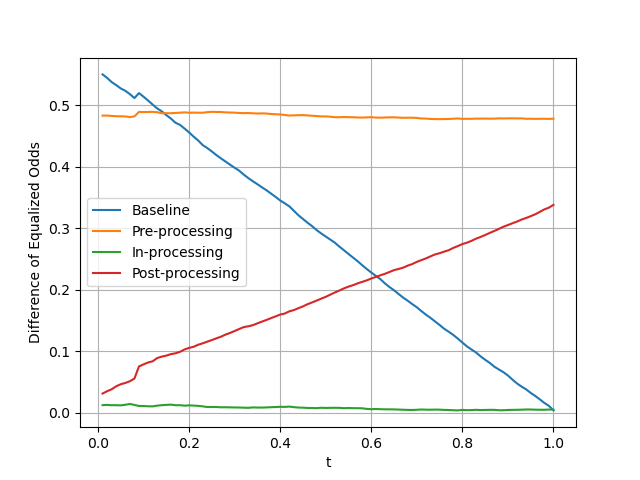 Difference of Equalized Odds
0.5
0.4
0.3
0.2
0.1
0.0
Baseline
Pre-processing
In-processing
Post-processing
0.0 0.2 0.4 0.6 0.8 1.0
t